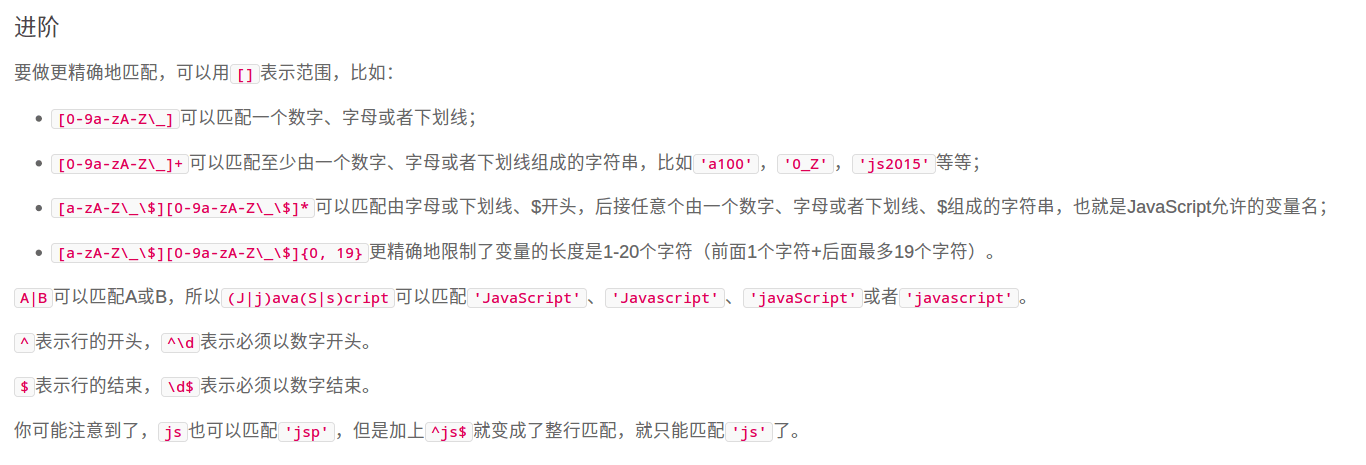 进阶
要做更精确地匹配，可以用[]表示范围，比如：
[0-9a-zA-Z\_]可以匹配一个数字、字母或者下划线；
[0-9a-zA-Z\_]+可以匹配至少由一个数字、字母或者下划线组成的字符串，比如'a100'，'0_Z'，'js2015'等等；
[a-zA-Z\_\$][0-9a-zA-Z\_\$]*可以匹配由字母或下划线、$开头，后接任意个由一个数字、字母或者下划线、$组成的字符串，也就是JavaScript允许的变量名；
[a-zA-Z\_\$][0-9a-zA-Z\_\$]{0, 19}更精确地限制了变量的长度是1-20个字符（前面1个字符+后面最多19个字符）。
A|B可以匹配A或B，所以(J|j)ava(S|s)cript可以匹配'JavaScript'、'Javascript'、'javaScript'或者'javascript'。
^表示行的开头，^\d表示必须以数字开头。
$表示行的结束，\d$表示必须以数字结束。
你可能注意到了，js也可以匹配'jsp'，但是加上^js$就变成了整行匹配，就只能匹配'js'了。